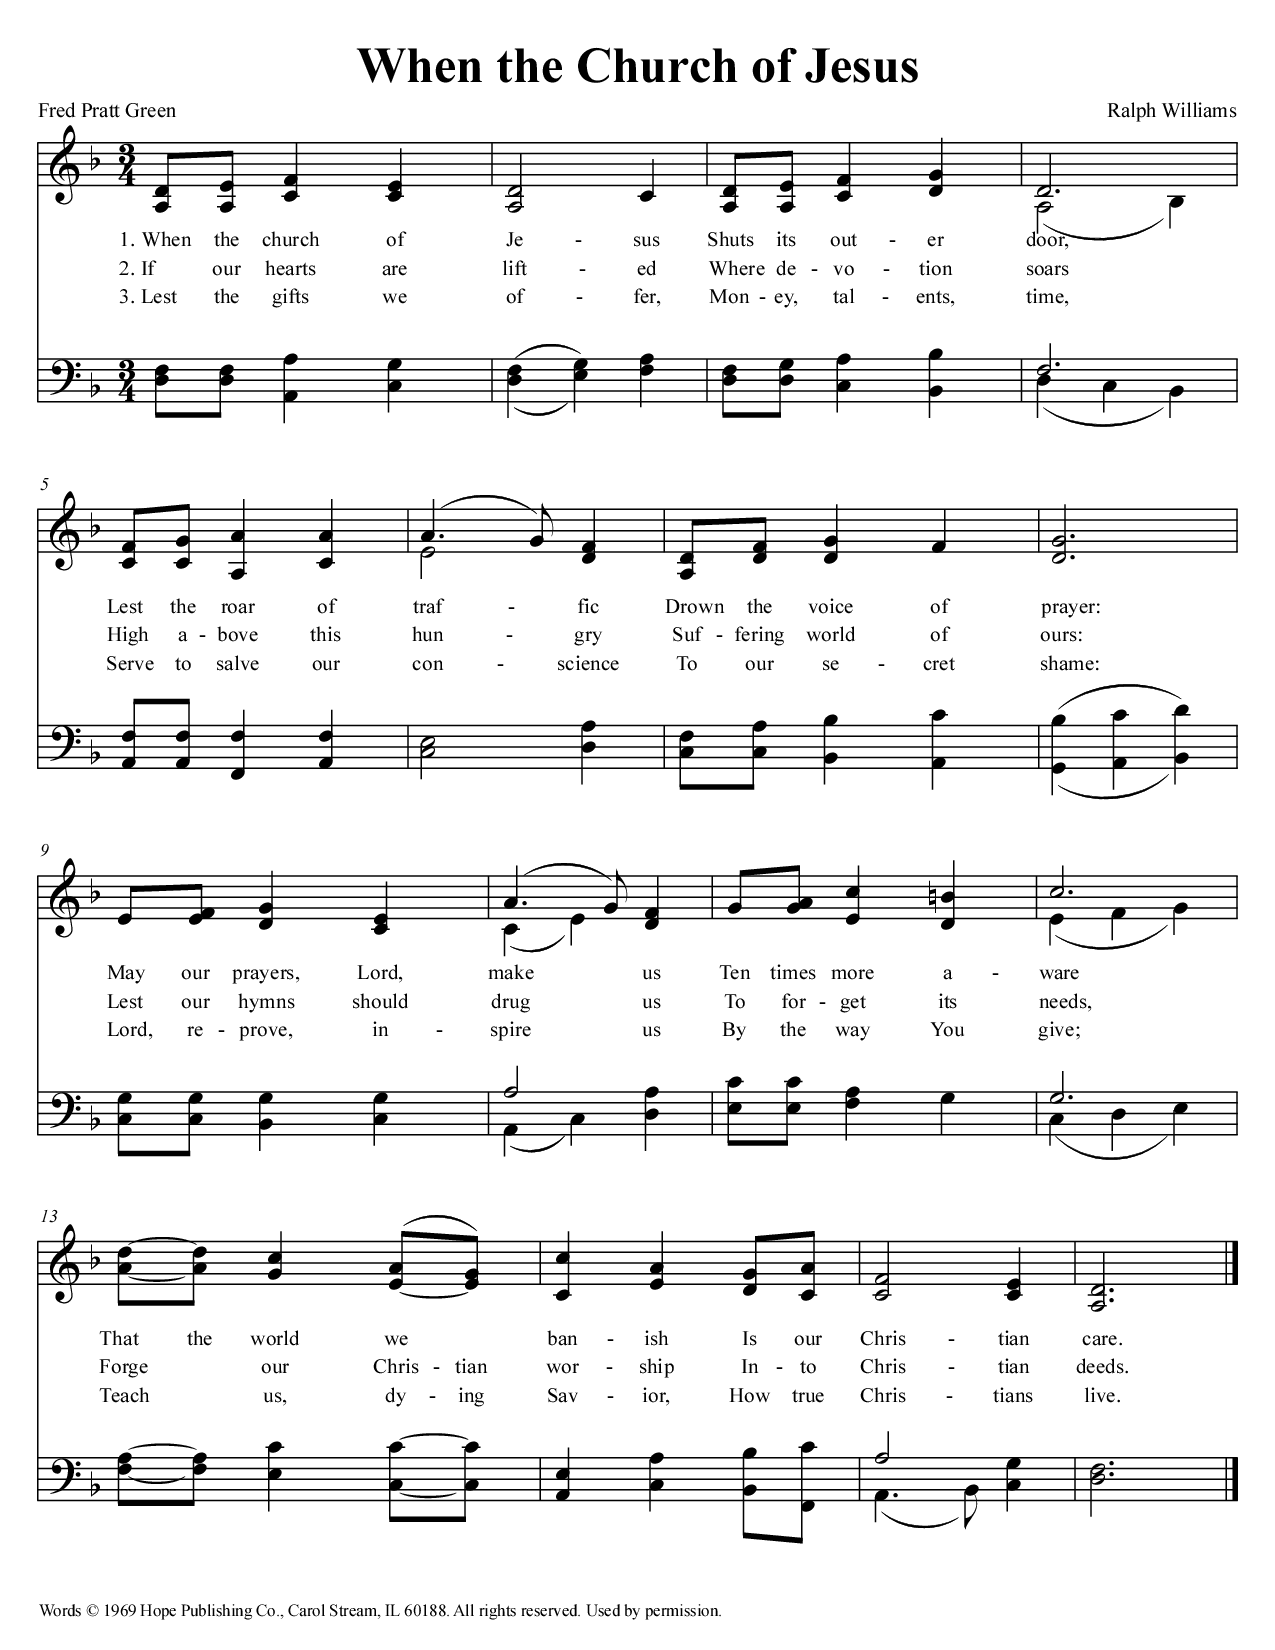 When the Church of Jesus
Fred Pratt Green
Ralph Williams
3
4
1. When the church of Je - sus Shuts its out - er door,
2. If our hearts are lift - ed Where de - vo - tion soars
3. Lest the gifts we of - fer, Mon - ey, tal - ents, time,
3
4
5
Lest the roar of traf - fic Drown the voice of prayer:
High a - bove this hun - gry Suf - fering world of ours:
Serve to salve our con - science To our se - cret shame:
9
May our prayers, Lord, make us Ten times more a - ware
Lest our hymns should drug us To for - get its needs,
Lord, re - prove, in - spire us By the way You give;
13
That the world we ban - ish Is our Chris - tian care.
Forge our Chris - tian wor - ship In - to Chris - tian deeds.
Teach us, dy - ing Sav - ior, How true Chris - tians live.
Words © 1969 Hope Publishing Co., Carol Stream, IL 60188. All rights reserved. Used by permission.